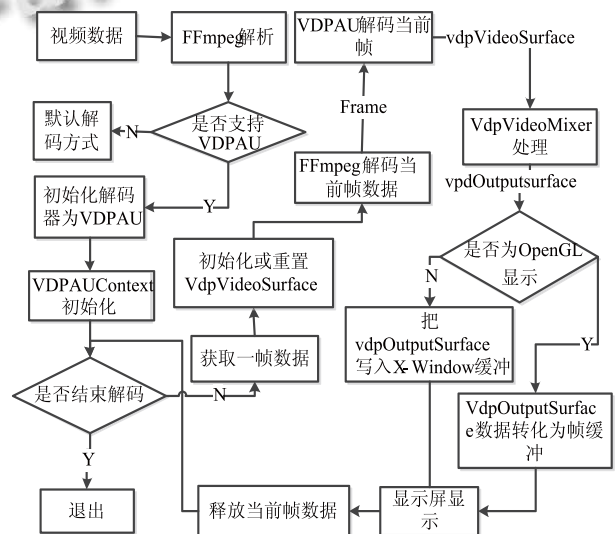 视频数据
FFmpeg解析
是否支持
VDPAU
N
默认解
码方式
Y
初始化解码
器为VDPAU
VDPAUContext
初始化
是否结束解码
Y
退出
N
获取一帧数据
初始化或重置
VdpVideoSurface
FFmpeg解码当
前帧数据
Frame
VDPAU解码当前
帧
vdpVideoSurface
VdpVideoMixer
处理
vpdOutputsurface
是否为OpenGL
显示
N
把
vdpOutputSurface
写入X-Window缓冲
Y
VdpOutputSurfac
e数据转化为帧缓
冲
显示屏显
示
释放当前帧数据